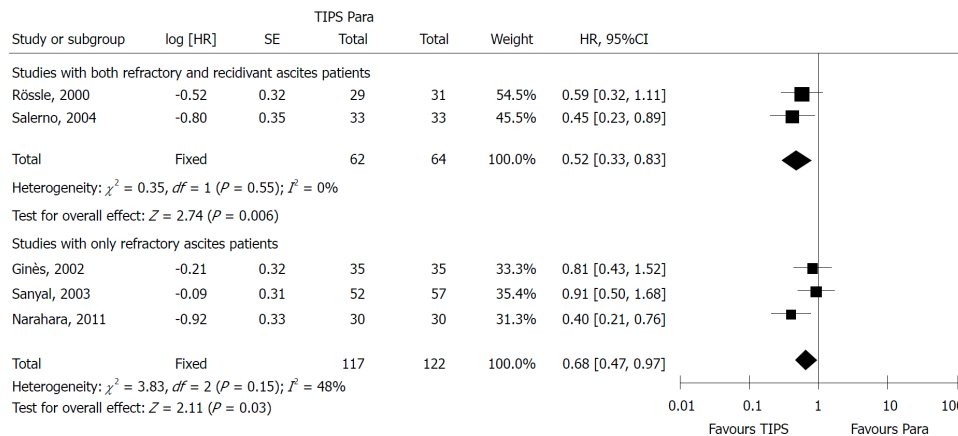 TIPS Para
Study or subgroup log [HR] SE Total Total Weight HR, 95%CI
Studies with both refractory and recidivant ascites patients
Rössle, 2000 -0.52 0.32 29 31 54.5% 0.59 [0.32, 1.11]
Salerno, 2004 -0.80 0.35 33 33 45.5% 0.45 [0.23, 0.89]
Total Fixed 62 64 100.0% 0.52 [0.33, 0.83]
Heterogeneity: χ² = 0.35, df = 1 (P = 0.55); I² = 0%
Test for overall effect: Z = 2.74 (P = 0.006)
Studies with only refractory ascites patients
Ginès, 2002 -0.21 0.32 35 35 33.3% 0.81 [0.43, 1.52]
Sanyal, 2003 -0.09 0.31 52 57 35.4% 0.91 [0.50, 1.68]
Narahara, 2011 -0.92 0.33 30 30 31.3% 0.40 [0.21, 0.76]
Total Fixed 117 122 100.0% 0.68 [0.47, 0.97]
Heterogeneity: χ² = 3.83, df = 2 (P = 0.15); I² = 48%
Test for overall effect: Z = 2.11 (P = 0.03)
0.01 0.1 1 10 100
Favours TIPS Favours Para